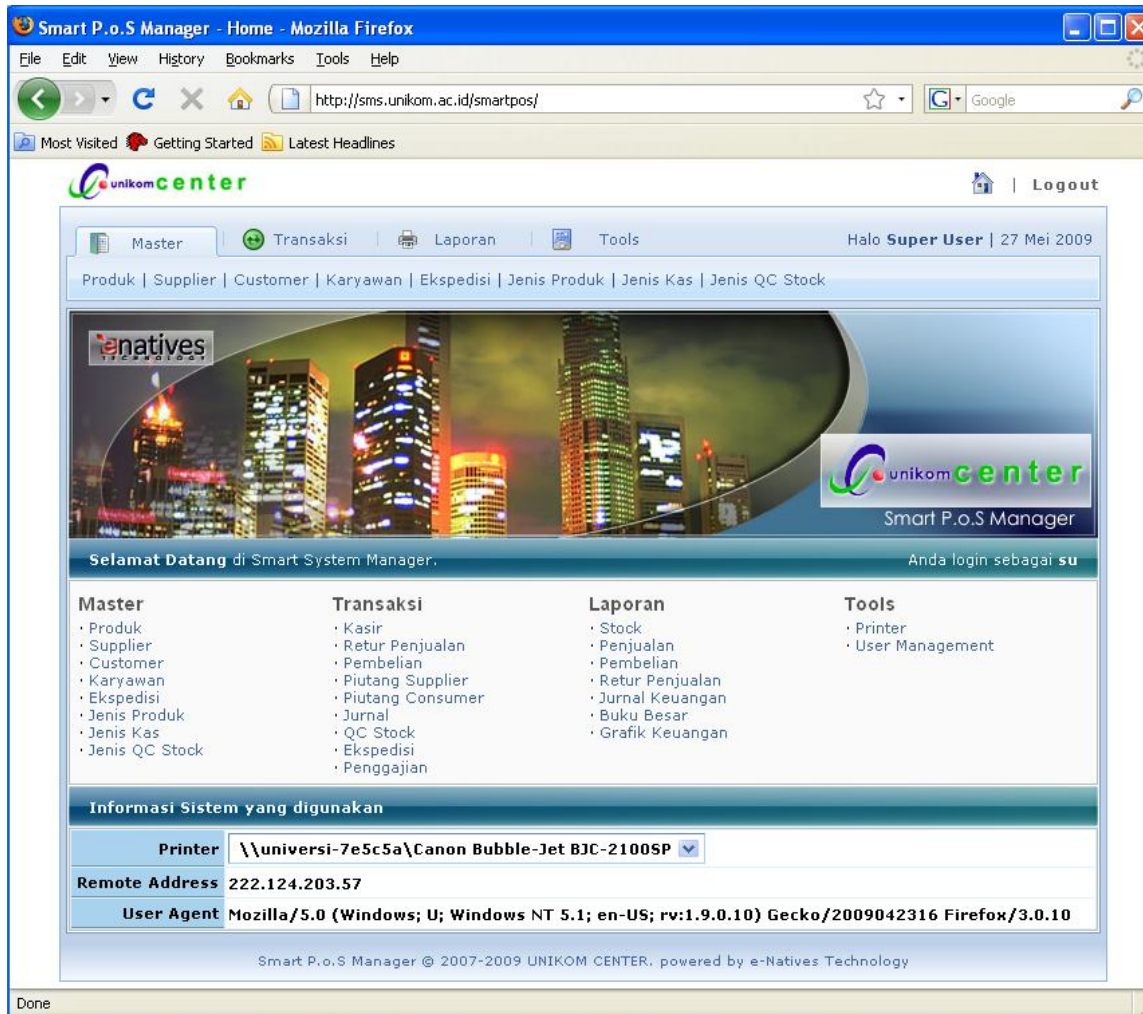 Smart P.o.S Manager - Home - Mozilla Firefox
File Edit View History Bookmarks Tools Help
http://sms.unikom.ac.id/smartpos/ Google
Most Visited Getting Started Latest Headlines
unikom center | Logout
Master Transaksi Laporan Tools Halo Super User | 27 Mei 2009
Produk | Supplier | Customer | Karyawan | Ekspedisi | Jenis Produk | Jenis Kas | Jenis QC Stock
enatives
TECHNOLOGY
unikom center
Smart P.o.S Manager
Selamat Datang di Smart System Manager. Anda login sebagai su
Master
· Produk
· Supplier
· Customer
· Karyawan
· Ekspedisi
· Jenis Produk
· Jenis Kas
· Jenis QC Stock
Transaksi
· Kasir
· Retur Penjualan
· Pembelian
· Piutang Supplier
· Piutang Consumer
· Jurnal
· QC Stock
· Ekspedisi
· Penggajian
Laporan
· Stock
· Penjualan
· Pembelian
· Retur Penjualan
· Jurnal Keuangan
· Buku Besar
· Grafik Keuangan
Tools
· Printer
· User Management
Informasi Sistem yang digunakan
Printer \\universi-7e5c5a\Canon Bubble-Jet BJC-2100SP
Remote Address 222.124.203.57
User Agent Mozilla/5.0 (Windows; U; Windows NT 5.1; en-US; rv:1.9.0.10) Gecko/2009042316 Firefox/3.0.10
Smart P.o.S Manager © 2007-2009 UNIKOM CENTER. powered by e-Natives Technology
Done